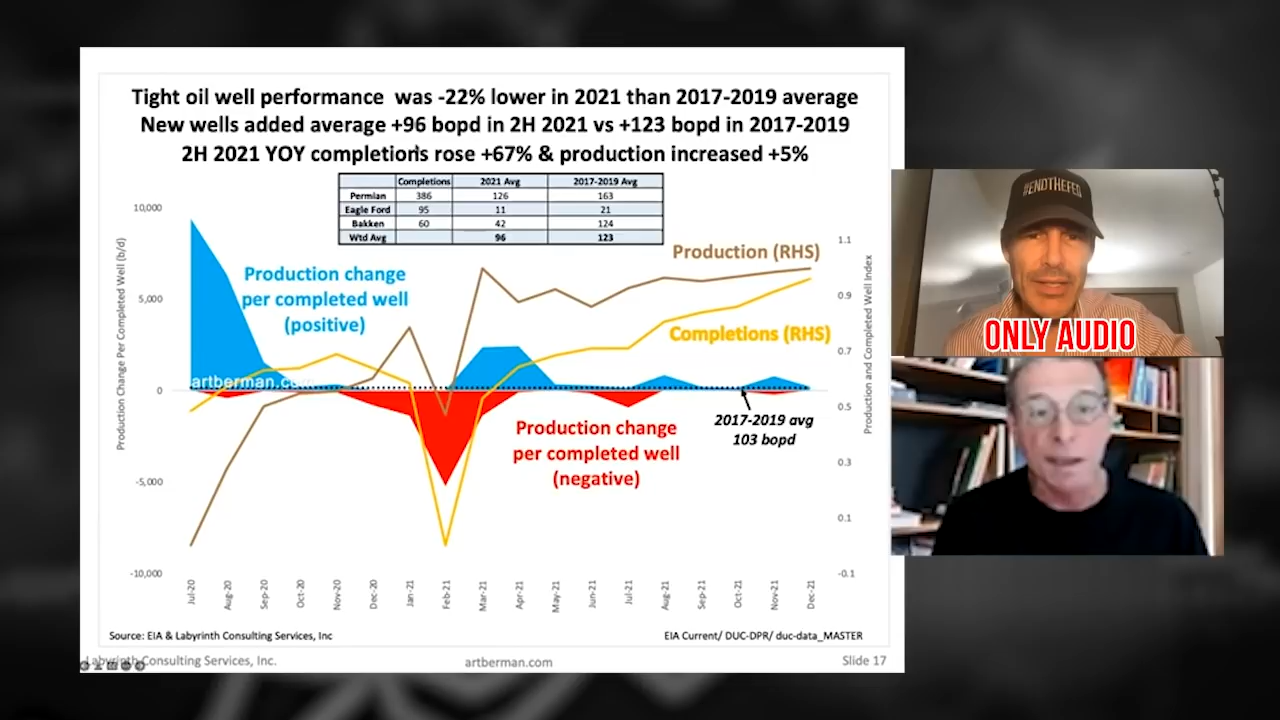 Tight oil well performance was -22% lower in 2021 than 2017-2019 average
New wells added average +96 bopd in 2H 2021 vs +123 bopd in 2017-2019
2H 2021 YOY completions rose +67% & production increased +5%
Completions 2021 Avg 2017-2019 Avg
Permian 386 126 163
Eagle Ford 95 11 21
Bakken 60 42 124
Wtd Avg 96 123
Production Change Per Completed Well (b/d)
10,000
5,000
0
-5,000
-10,000
Production change
per completed well
(positive)
artberman.com
Production (RHS)
Completions (RHS)
Production change
per completed well
(negative)
2017-2019 avg
103 bopd
1.1
0.9
0.7
0.5
0.3
0.1
-0.1
Production and Completed Well Index
Jul-20
Aug-20
Sep-20
Oct-20
Nov-20
Dec-20
Jan-21
Feb-21
Mar-21
Apr-21
May-21
Jun-21
Jul-21
Aug-21
Sep-21
Oct-21
Nov-21
Dec-21
Source: EIA & Labyrinth Consulting Services, Inc
EIA Current/ DUC-DPR/ duc-data_MASTER
Labyrinth Consulting Services, Inc.
artberman.com
Slide 17
#ENDTHEFED
ONLY AUDIO